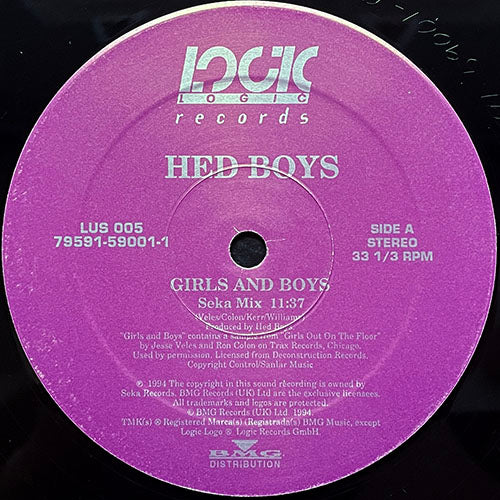 LOGIC
LOGIC
records
HED BOYS
LUS 005
79591-59001-1
SIDE A
STEREO
33 1/3 RPM
GIRLS AND BOYS
Seka Mix 11:37
(Veles/Colon/Kerr/Williams)
Produced by Hed Boys
"Girls and Boys" contains a sample from "Girls Out On The Floor"
by Jesse Veles and Ron Colon on Trax Records, Chicago.
Used by permission. Licensed from Deconstruction Records.
Copyright Control/Sanlar Music
℗ 1994 The copyright in this sound recording is owned by
Seka Records. BMG Records (UK) Ltd are the exclusive licencees.
All trademarks and logos are protected.
© BMG Records (UK) Ltd. 1994.
TMK(s) ® Registered Marca(s) Registrada(s) BMG Music, except
Logic Logo ® Logic Records GmbH.
BMG
DISTRIBUTION